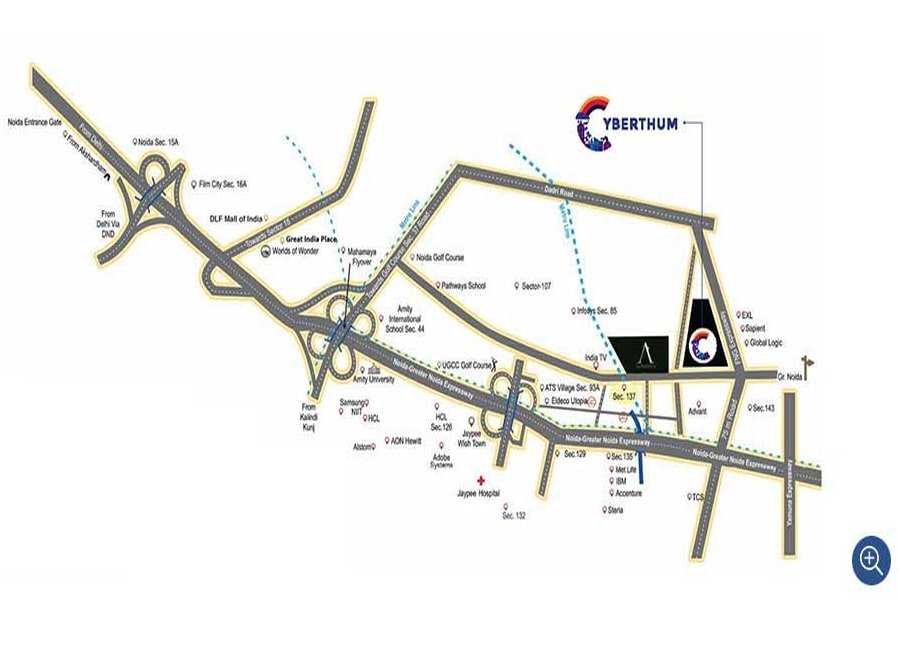 YBERTHUM
Noida Entrance Gate
From Delhi
From Akshardham
Noida Sec. 15A
Film City Sec. 16A
From
Delhi Via
DND
DLF Mall of India
Towards Sector 18
Great India Place
Worlds of Wonder
Mahamaya
Flyover
Metro Line
Towards Golf Course Sec-37 Road
Dadri Road
Metro Line
Noida Golf Course
Pathways School
Sector-107
Infosys Sec. 85
Amity
International
School Sec. 44
India TV
EXL
Sapient
Global Logic
FNG Expressway
Gr. Noida
UGCC Golf Course
Amity University
Noida-Greater Noida Expressway
ATS Village Sec. 93A
Eldeco Utopia
Sec. 137
Advant
75 m Road
Sec.143
From
Kalindi
Kunj
Samsung
NIIT
HCL
HCL
Sec.126
Jaypee
Wish Town
Alstom
AON Hewitt
Adobe
Systems
Noida-Greater Noida Expressway
Noida-Greater Noida Expressway
Sec.129
Sec.135
Met Life
IBM
Accenture
Steria
Jaypee Hospital
Sec. 132
TCS
Yamuna Expressway